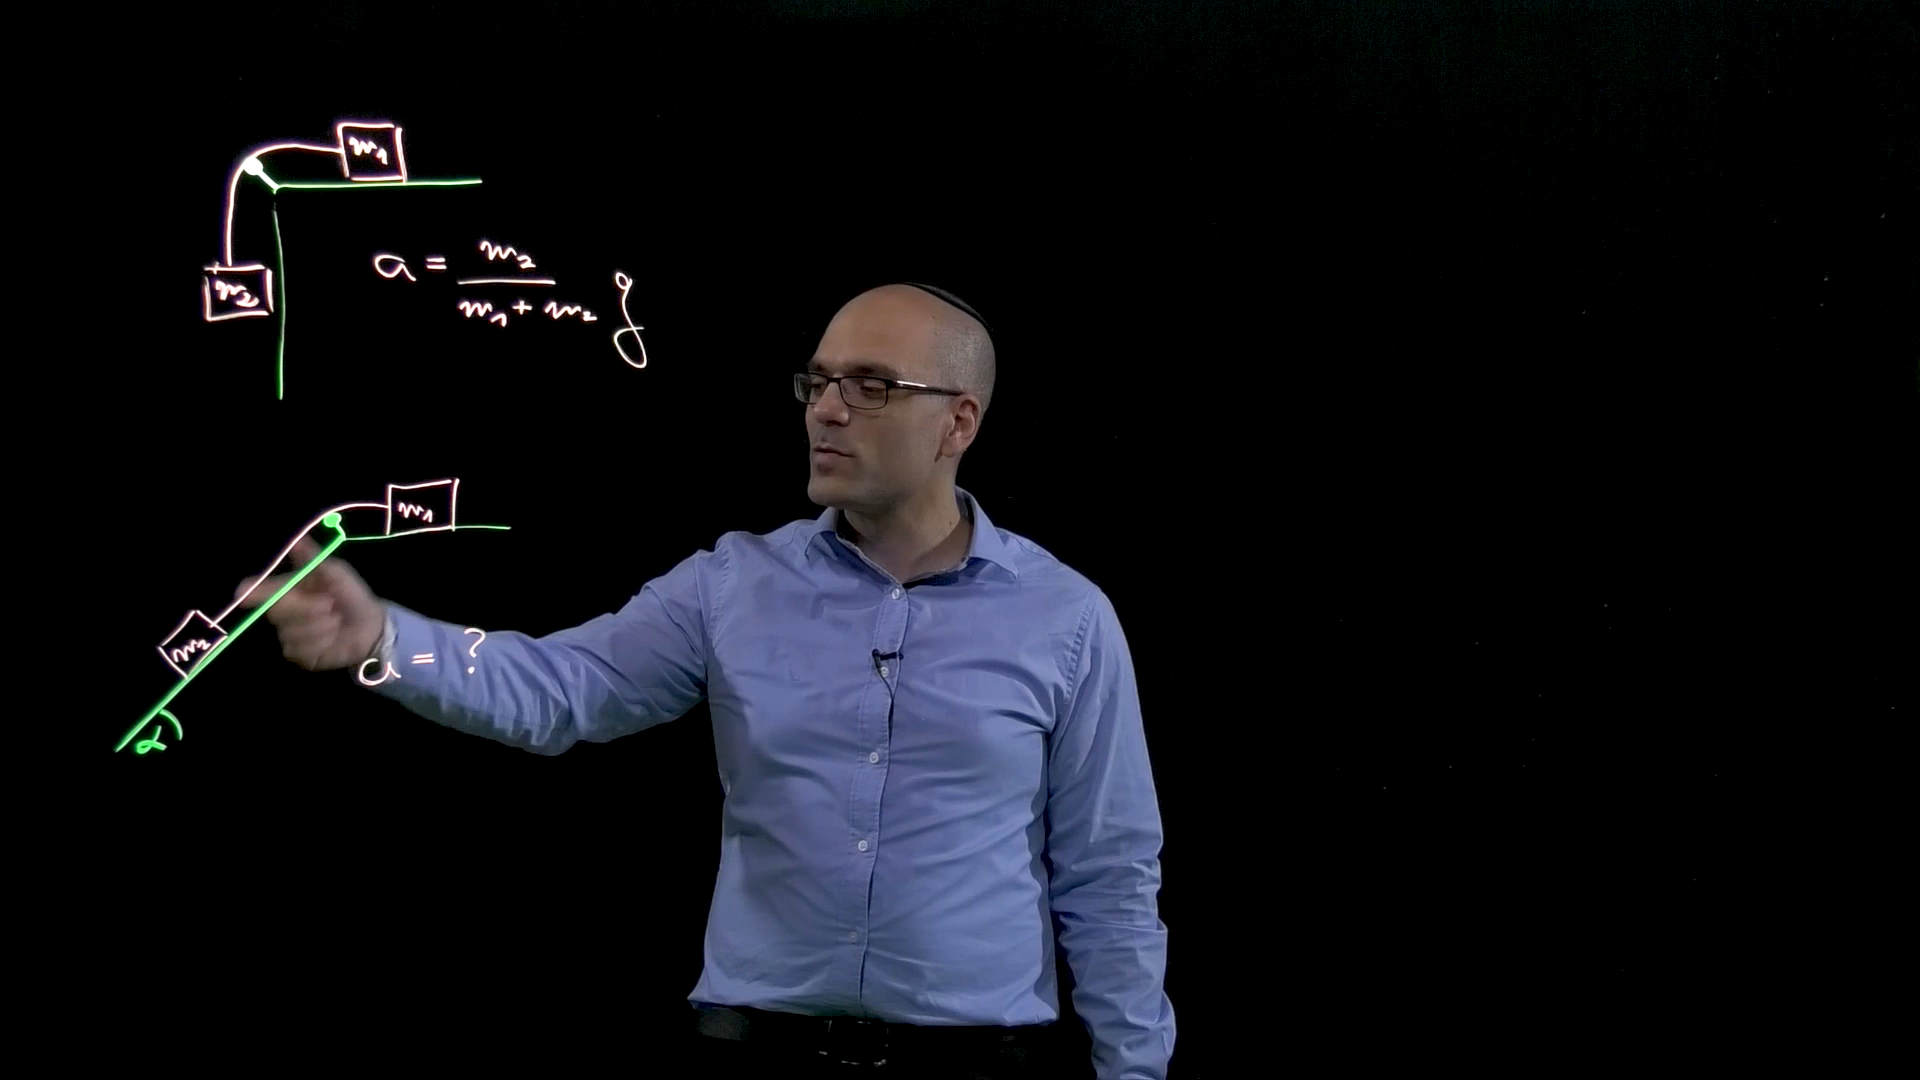 m₁
m₂
a = m₂ / (m₁ + m₂) g
m₁
m₂
a = ?
α